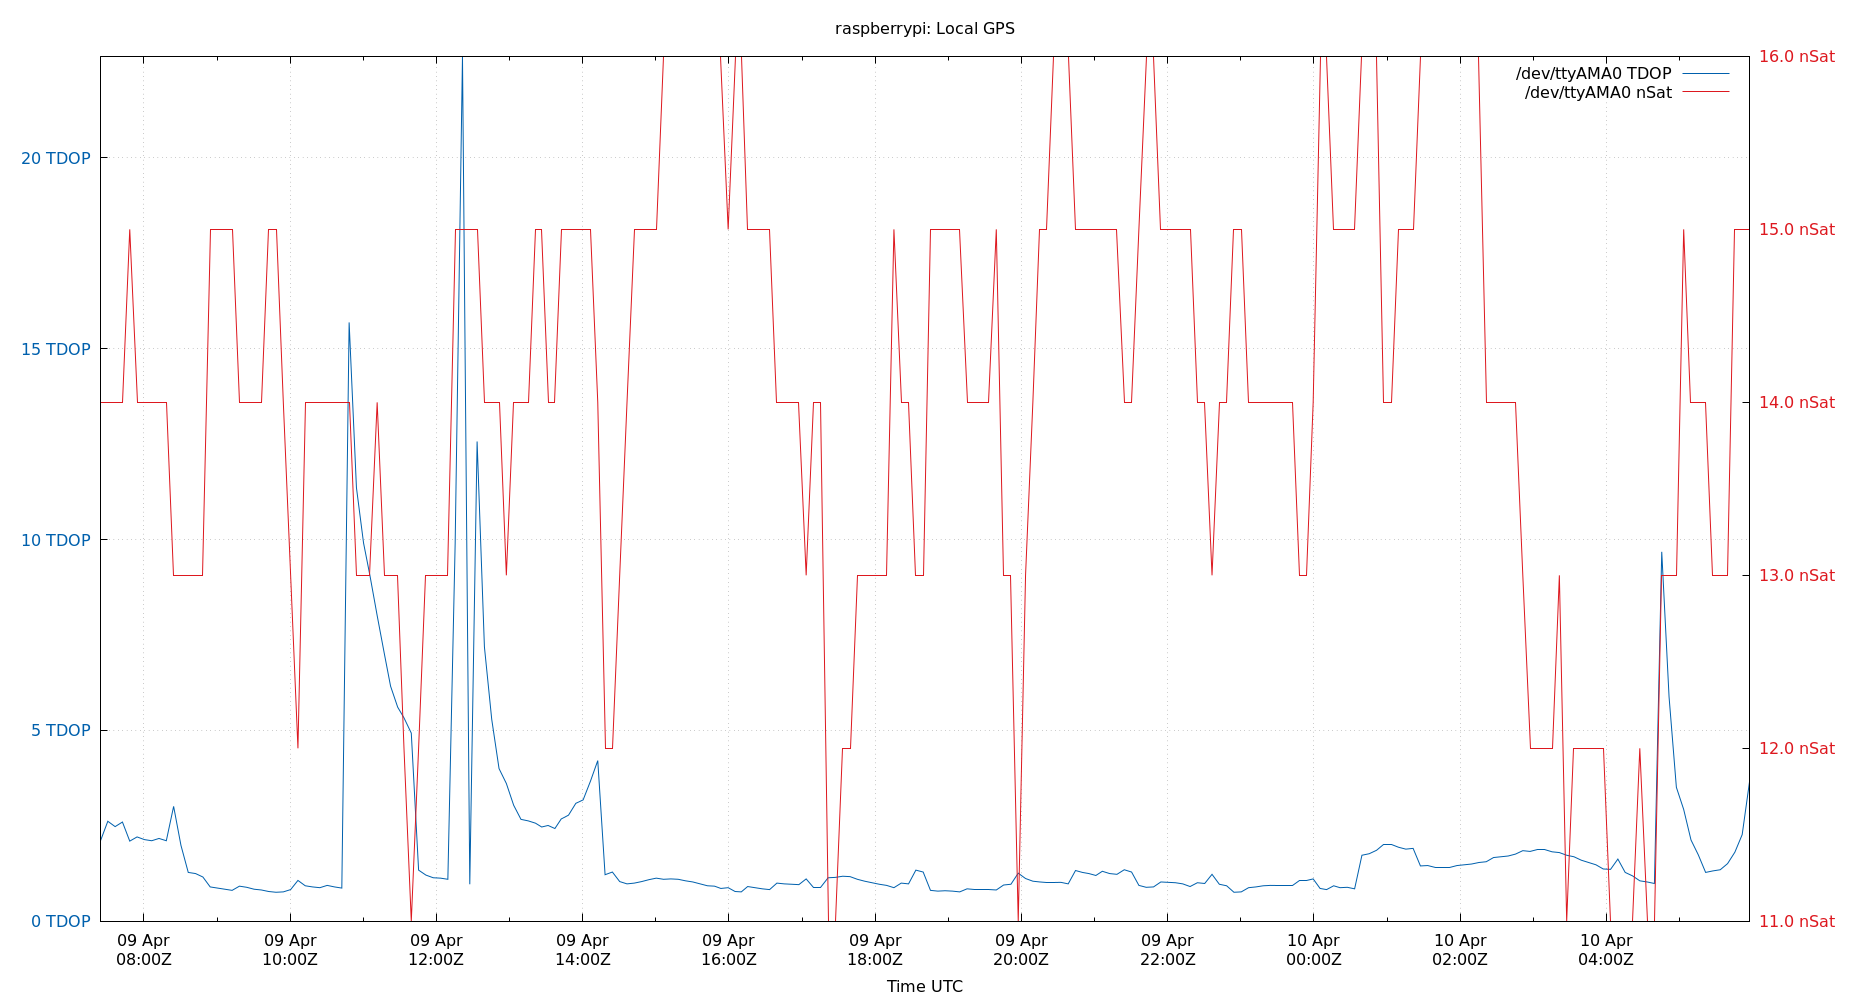 raspberrypi: Local GPS
/dev/ttyAMA0 TDOP
/dev/ttyAMA0 nSat
20 TDOP
15 TDOP
10 TDOP
5 TDOP
0 TDOP
16.0 nSat
15.0 nSat
14.0 nSat
13.0 nSat
12.0 nSat
11.0 nSat
09 Apr
08:00Z
09 Apr
10:00Z
09 Apr
12:00Z
09 Apr
14:00Z
09 Apr
16:00Z
09 Apr
18:00Z
09 Apr
20:00Z
09 Apr
22:00Z
10 Apr
00:00Z
10 Apr
02:00Z
10 Apr
04:00Z
Time UTC